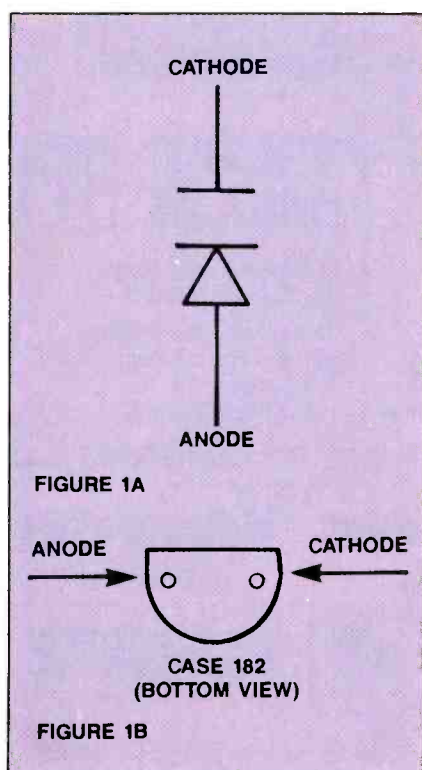 CATHODE
ANODE
FIGURE 1A
ANODE
CATHODE
CASE 182
(BOTTOM VIEW)
FIGURE 1B